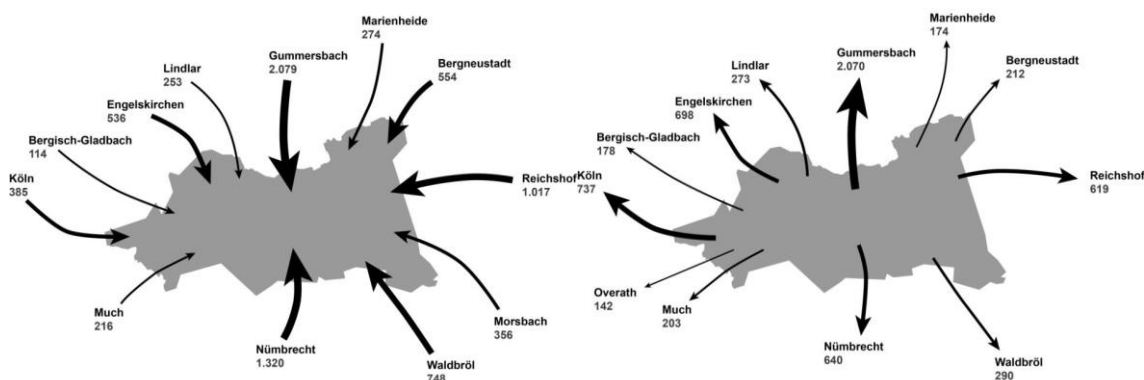 Marienheide
274
Gummersbach
2.079
Bergneustadt
554
Lindlar
253
Engelskirchen
536
Bergisch-Gladbach
114
Köln
385
Reichshof
1.017
Much
216
Morsbach
356
Nümbrecht
1.320
Waldbröl
748
Marienheide
174
Gummersbach
2.070
Bergneustadt
212
Lindlar
273
Engelskirchen
698
Bergisch-Gladbach
178
Köln
737
Reichshof
619
Overath
142
Much
203
Nümbrecht
640
Waldbröl
290